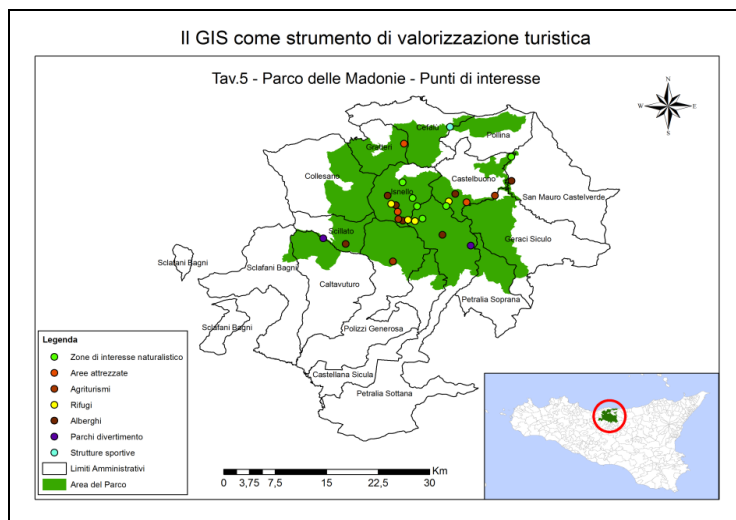 Il GIS come strumento di valorizzazione turistica
Tav.5 - Parco delle Madonie - Punti di interesse
N
W E
S
Cefalù
Pollina
Gratteri
Collesano
Castelbuono
Isnello
San Mauro Castelverde
Scillato
Geraci Siculo
Sclafani Bagni
Sclafani Bagni
Caltavuturo
Petralia Soprana
Sclafani Bagni
Polizzi Generosa
Castellana Sicula
Petralia Sottana
Legenda
Zone di interesse naturalistico
Aree attrezzate
Agriturismi
Rifugi
Alberghi
Parchi divertimento
Strutture sportive
Limiti Amministrativi
Area del Parco
Km
0 3,75 7,5 15 22,5 30